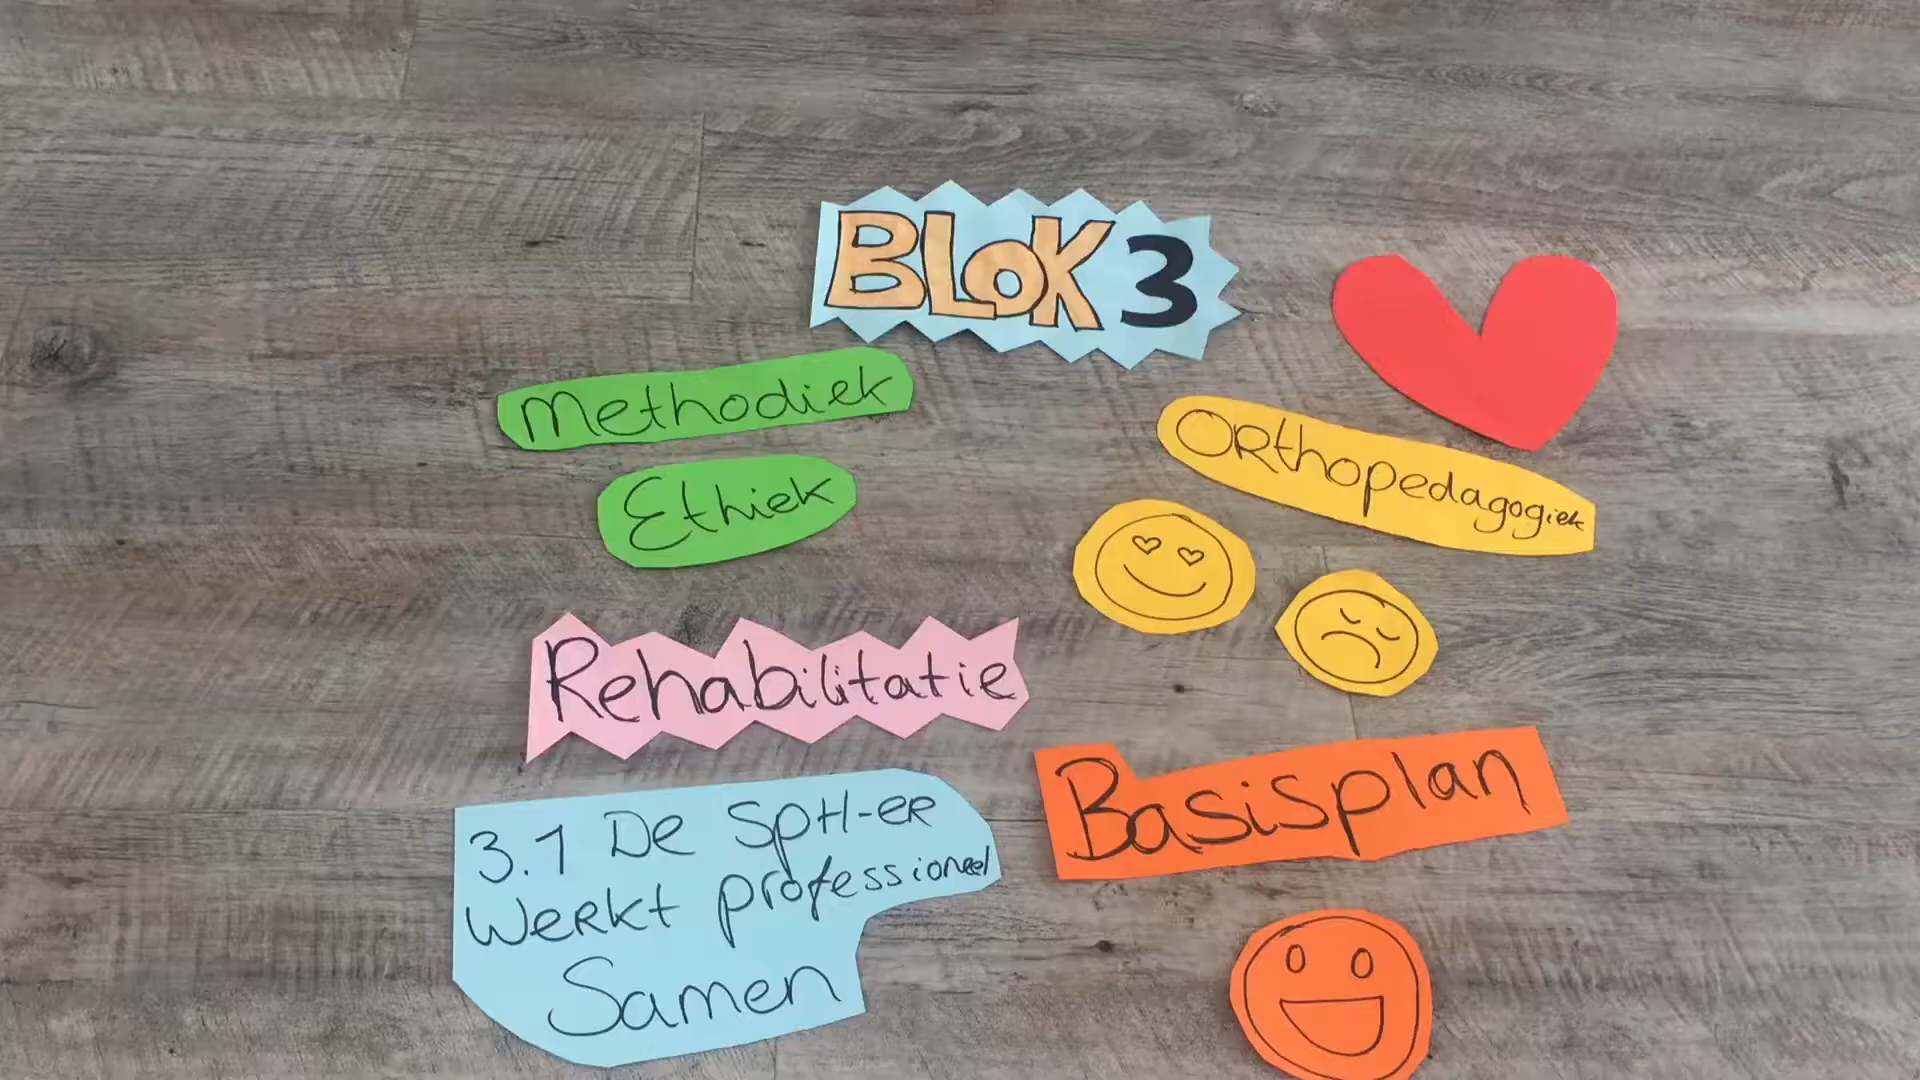 BLOK 3
Methodiek
Orthopedagogiek
Ethiek
Rehabilitatie
Basisplan
3.1 De SPH-er
werkt professioneel
Samen